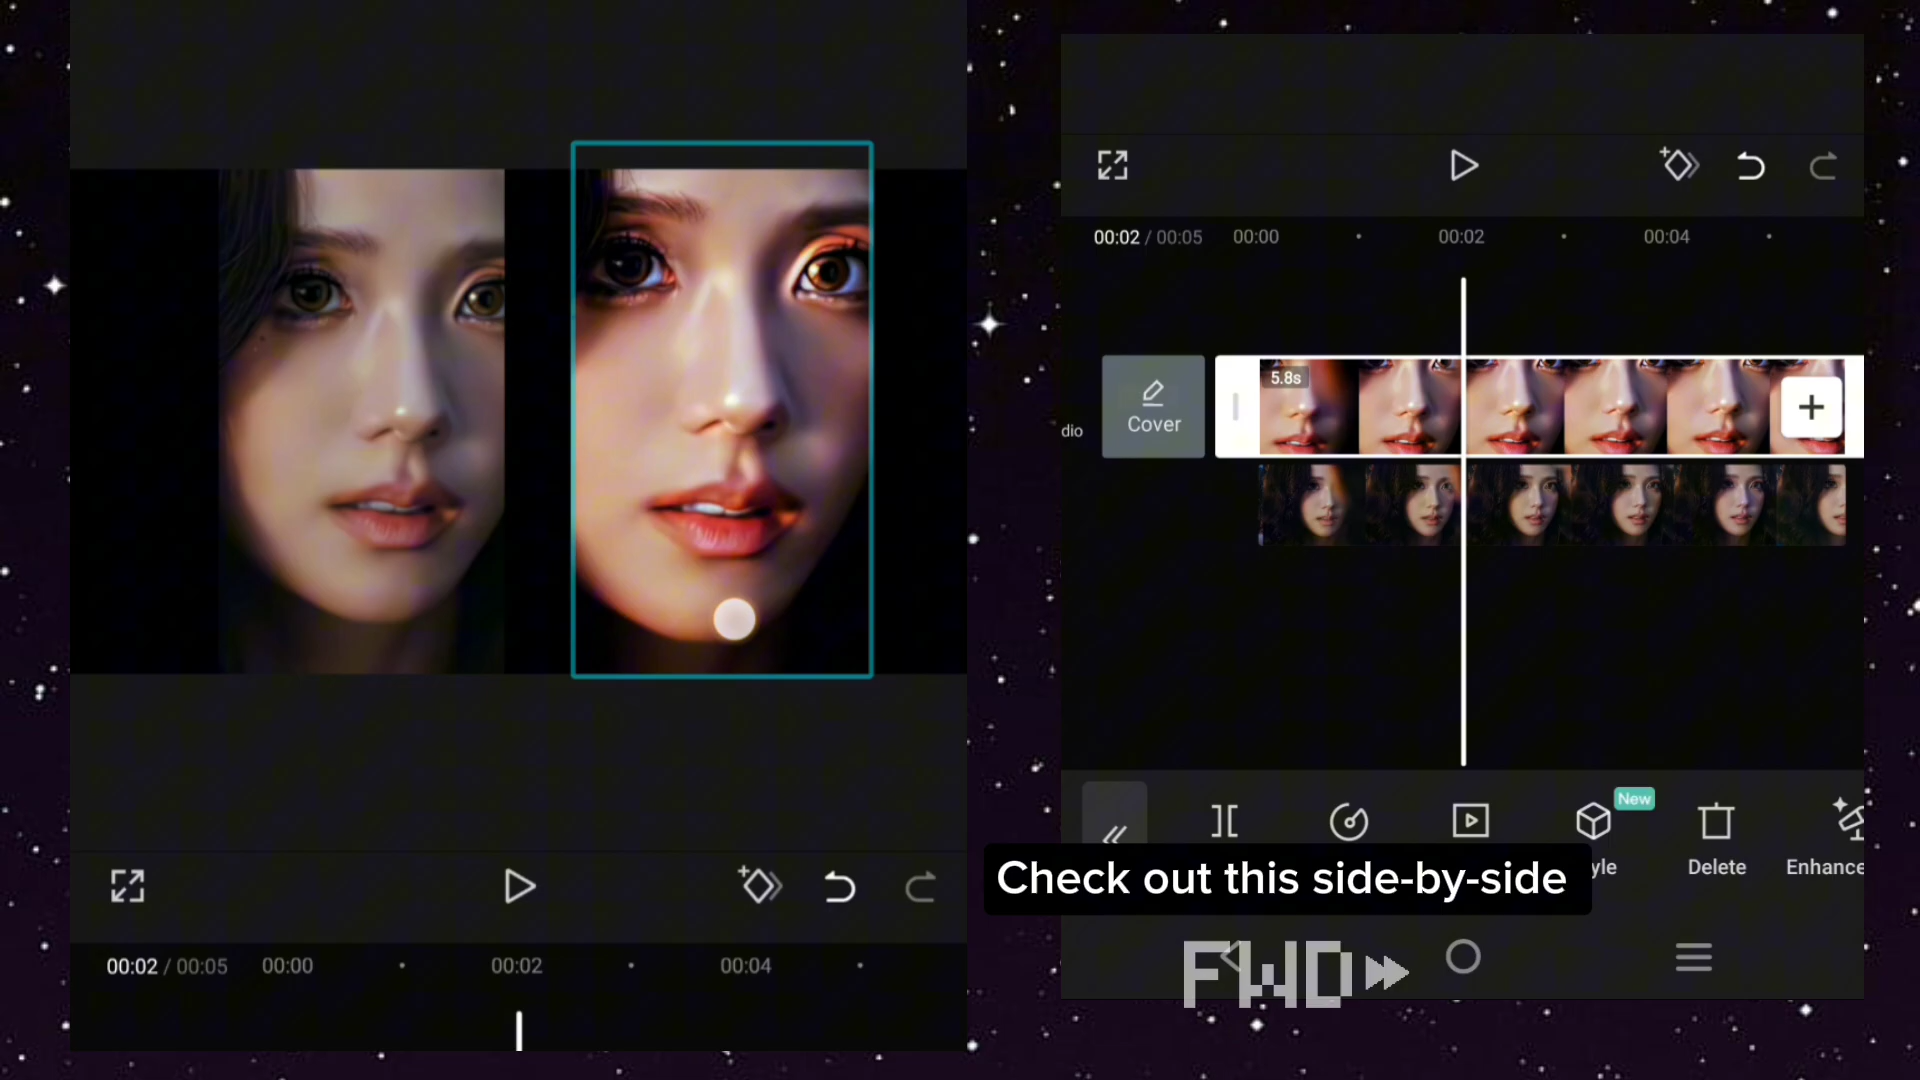 00:02 / 00:05 00:00 00:02 00:04
00:02 / 00:05 00:00 00:02 00:04
dio
Cover
5.8s
New
yle
Delete
Enhance
Check out this side-by-side
FWD